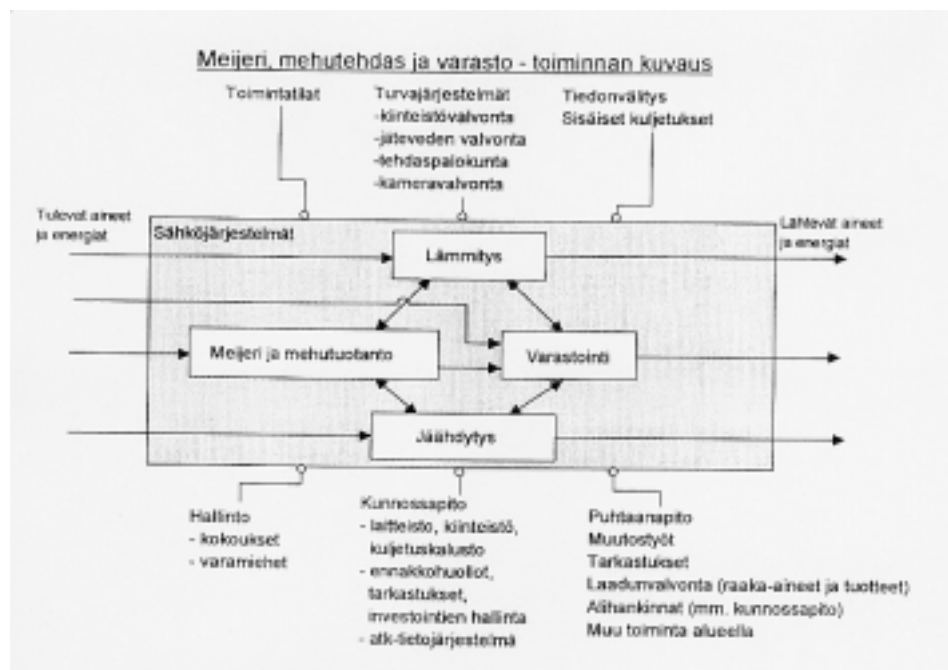 Meijeri, mehutehdas ja varasto - toiminnan kuvaus
Toimintatilat
Turvajärjestelmät
-kiinteistövalvonta
-jäteveden valvonta
-tehdaspalokunta
-kameravalvonta
Tiedonvälitys
Sisäiset kuljetukset
Tulevat aineet
ja energiat
Sähköjärjestelmät
Lähtevät aineet
ja energiat
Lämmitys
Meijeri ja mehutuotanto
Varastointi
Jäähdytys
Hallinto
- kokoukset
- varamiehet
Kunnossapito
- laitteisto, kiinteistö,
kuljetuskalusto
- ennakkohuollot,
tarkastukset,
investointien hallinta
- atk-tietojärjestelmä
Puhtaanapito
Muutostyöt
Tarkastukset
Laadunvalvonta (raaka-aineet ja tuotteet)
Alihankinnat (mm. kunnossapito)
Muu toiminta alueella